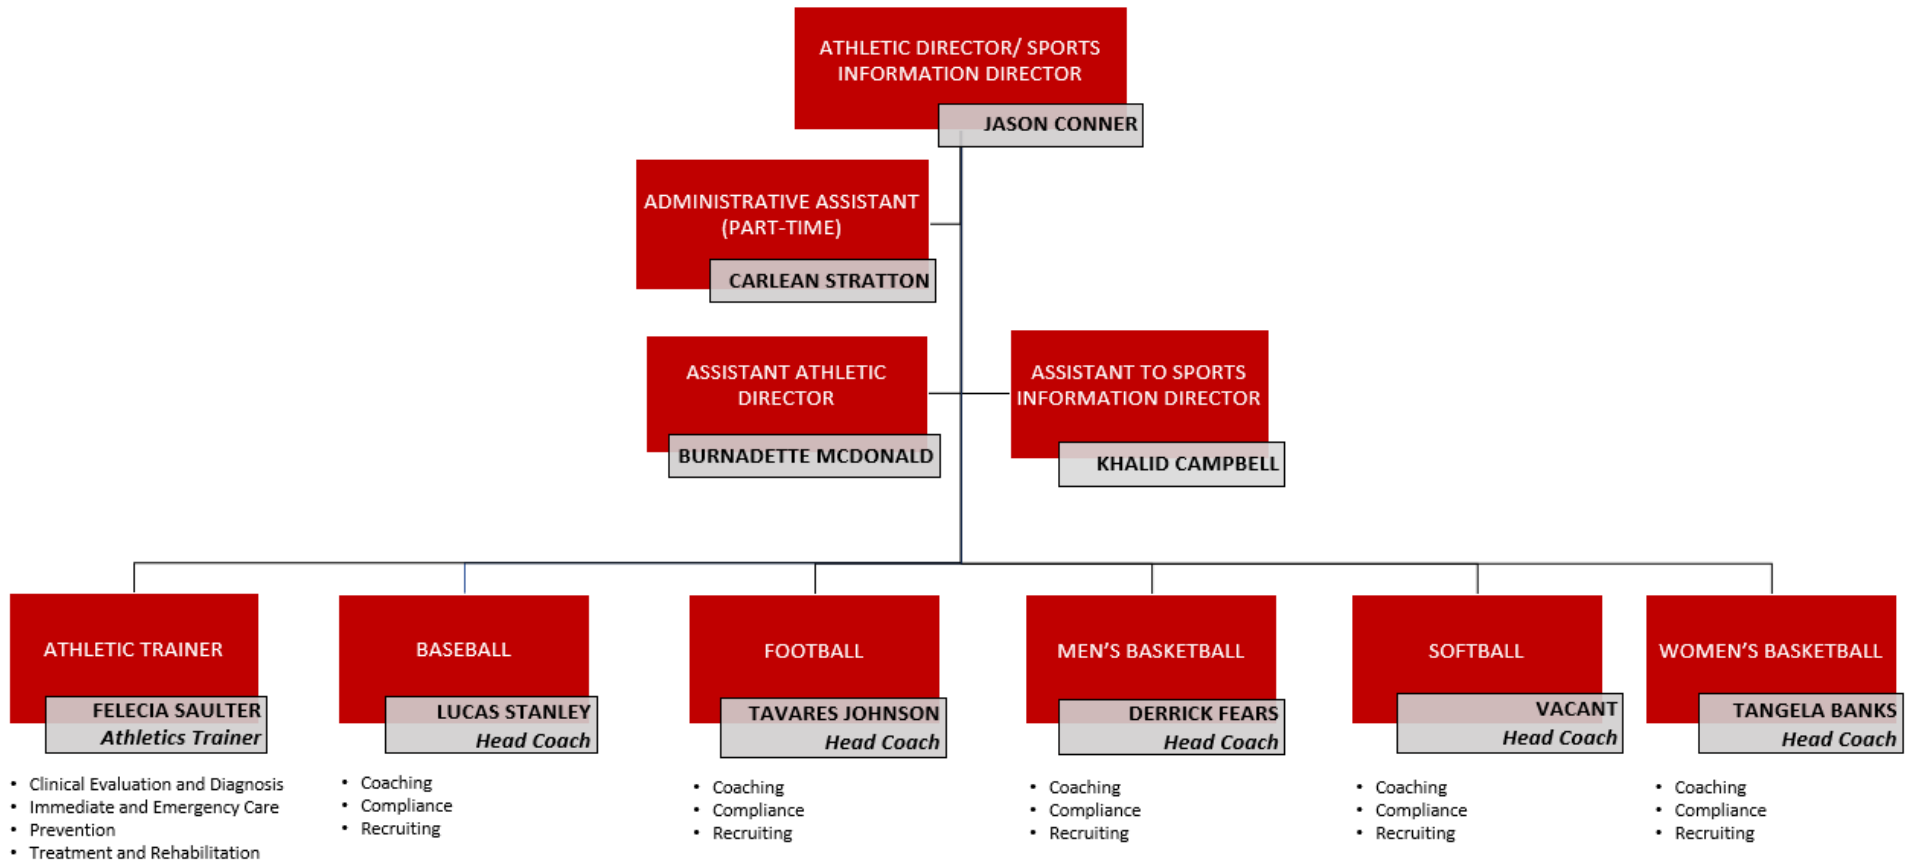 ATHLETIC DIRECTOR/ SPORTS
INFORMATION DIRECTOR
JASON CONNER
ADMINISTRATIVE ASSISTANT
(PART-TIME)
CARLEAN STRATTON
ASSISTANT ATHLETIC
DIRECTOR
BURNADETTE MCDONALD
ASSISTANT TO SPORTS
INFORMATION DIRECTOR
KHALID CAMPBELL
ATHLETIC TRAINER
FELECIA SAULTER
Athletics Trainer
• Clinical Evaluation and Diagnosis
• Immediate and Emergency Care
• Prevention
• Treatment and Rehabilitation
BASEBALL
LUCAS STANLEY
Head Coach
• Coaching
• Compliance
• Recruiting
FOOTBALL
TAVARES JOHNSON
Head Coach
• Coaching
• Compliance
• Recruiting
MEN'S BASKETBALL
DERRICK FEARS
Head Coach
• Coaching
• Compliance
• Recruiting
SOFTBALL
VACANT
Head Coach
• Coaching
• Compliance
• Recruiting
WOMEN'S BASKETBALL
TANGELA BANKS
Head Coach
• Coaching
• Compliance
• Recruiting